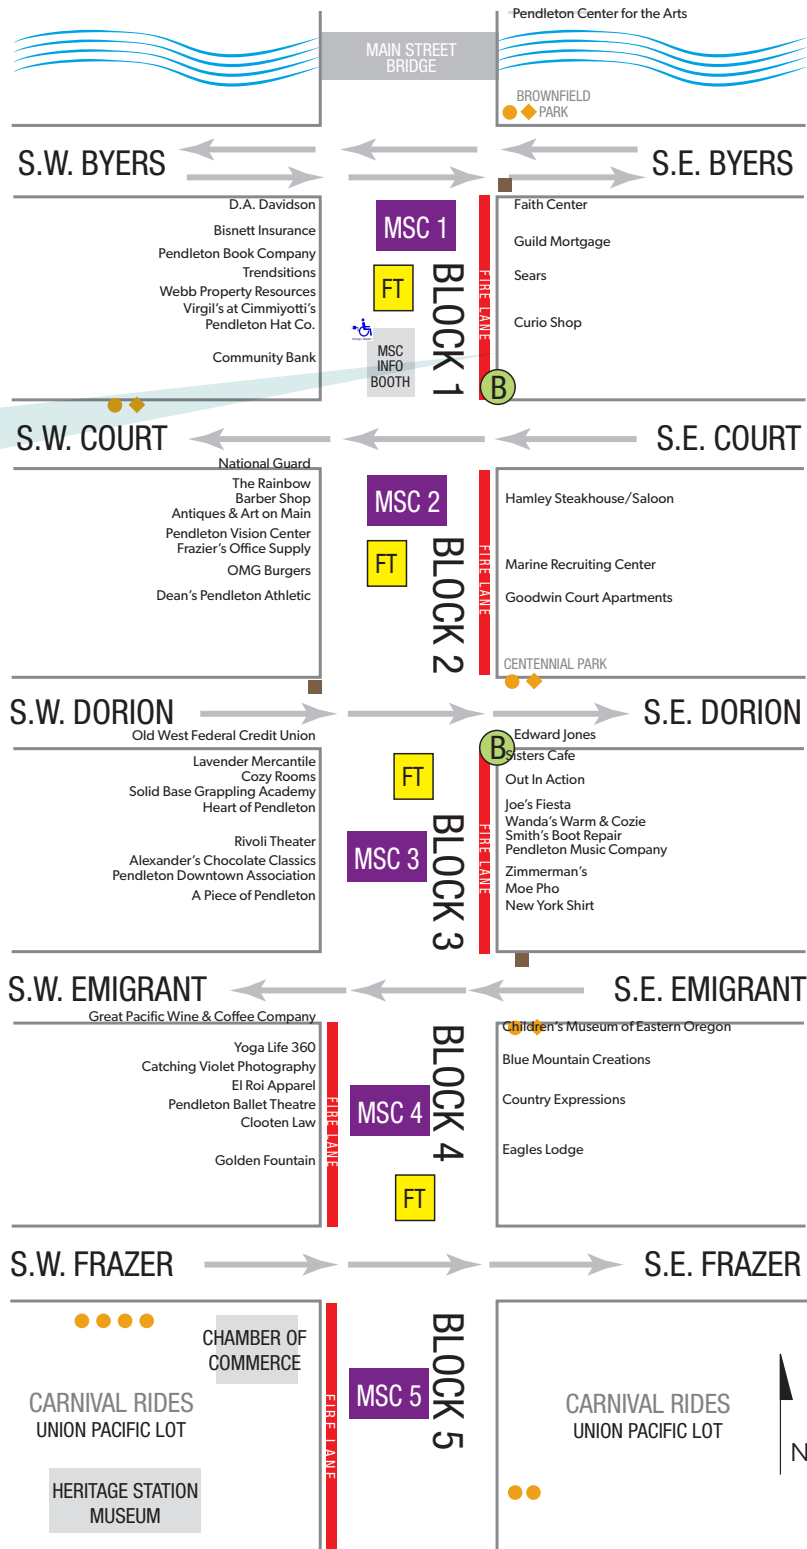 Pendleton Center for the Arts
MAIN STREET
BRIDGE
BROWNFIELD
PARK
S.W. BYERS
S.E. BYERS
D.A. Davidson
Bisnett Insurance
Pendleton Book Company
Trendsitions
Webb Property Resources
Virgil's at Cimmiyotti's
Pendleton Hat Co.
Community Bank
MSC 1
FT
MSC
INFO
BOOTH
BLOCK 1
FIRE LANE
B
Faith Center
Guild Mortgage
Sears
Curio Shop
S.W. COURT
S.E. COURT
National Guard
The Rainbow
Barber Shop
Antiques & Art on Main
Pendleton Vision Center
Frazier's Office Supply
OMG Burgers
Dean's Pendleton Athletic
MSC 2
FT
BLOCK 2
FIRE LANE
Hamley Steakhouse/Saloon
Marine Recruiting Center
Goodwin Court Apartments
CENTENNIAL PARK
S.W. DORION
S.E. DORION
Old West Federal Credit Union
Lavender Mercantile
Cozy Rooms
Solid Base Grappling Academy
Heart of Pendleton
Rivoli Theater
Alexander's Chocolate Classics
Pendleton Downtown Association
A Piece of Pendleton
FT
MSC 3
BLOCK 3
FIRE LANE
B
Edward Jones
Sisters Cafe
Out In Action
Joe's Fiesta
Wanda's Warm & Cozie
Smith's Boot Repair
Pendleton Music Company
Zimmerman's
Moe Pho
New York Shirt
S.W. EMIGRANT
S.E. EMIGRANT
Great Pacific Wine & Coffee Company
Yoga Life 360
Catching Violet Photography
El Roi Apparel
Pendleton Ballet Theatre
Clooten Law
Golden Fountain
FIRE LANE
MSC 4
BLOCK 4
FT
Children's Museum of Eastern Oregon
Blue Mountain Creations
Country Expressions
Eagles Lodge
S.W. FRAZER
S.E. FRAZER
CHAMBER OF
COMMERCE
CARNIVAL RIDES
UNION PACIFIC LOT
HERITAGE STATION
MUSEUM
FIRE LANE
MSC 5
BLOCK 5
CARNIVAL RIDES
UNION PACIFIC LOT
N